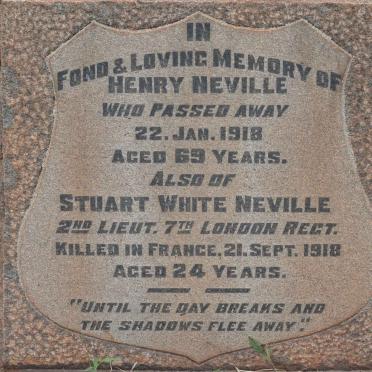 IN
FOND & LOVING MEMORY OF
HENRY NEVILLE
WHO PASSED AWAY
22. JAN. 1918
AGED 69 YEARS.
ALSO OF
STUART WHITE NEVILLE
2ND LIEUT. 7TH LONDON REGT.
KILLED IN FRANCE, 21. SEPT. 1918
AGED 24 YEARS.
"UNTIL THE DAY BREAKS AND
THE SHADOWS FLEE AWAY."